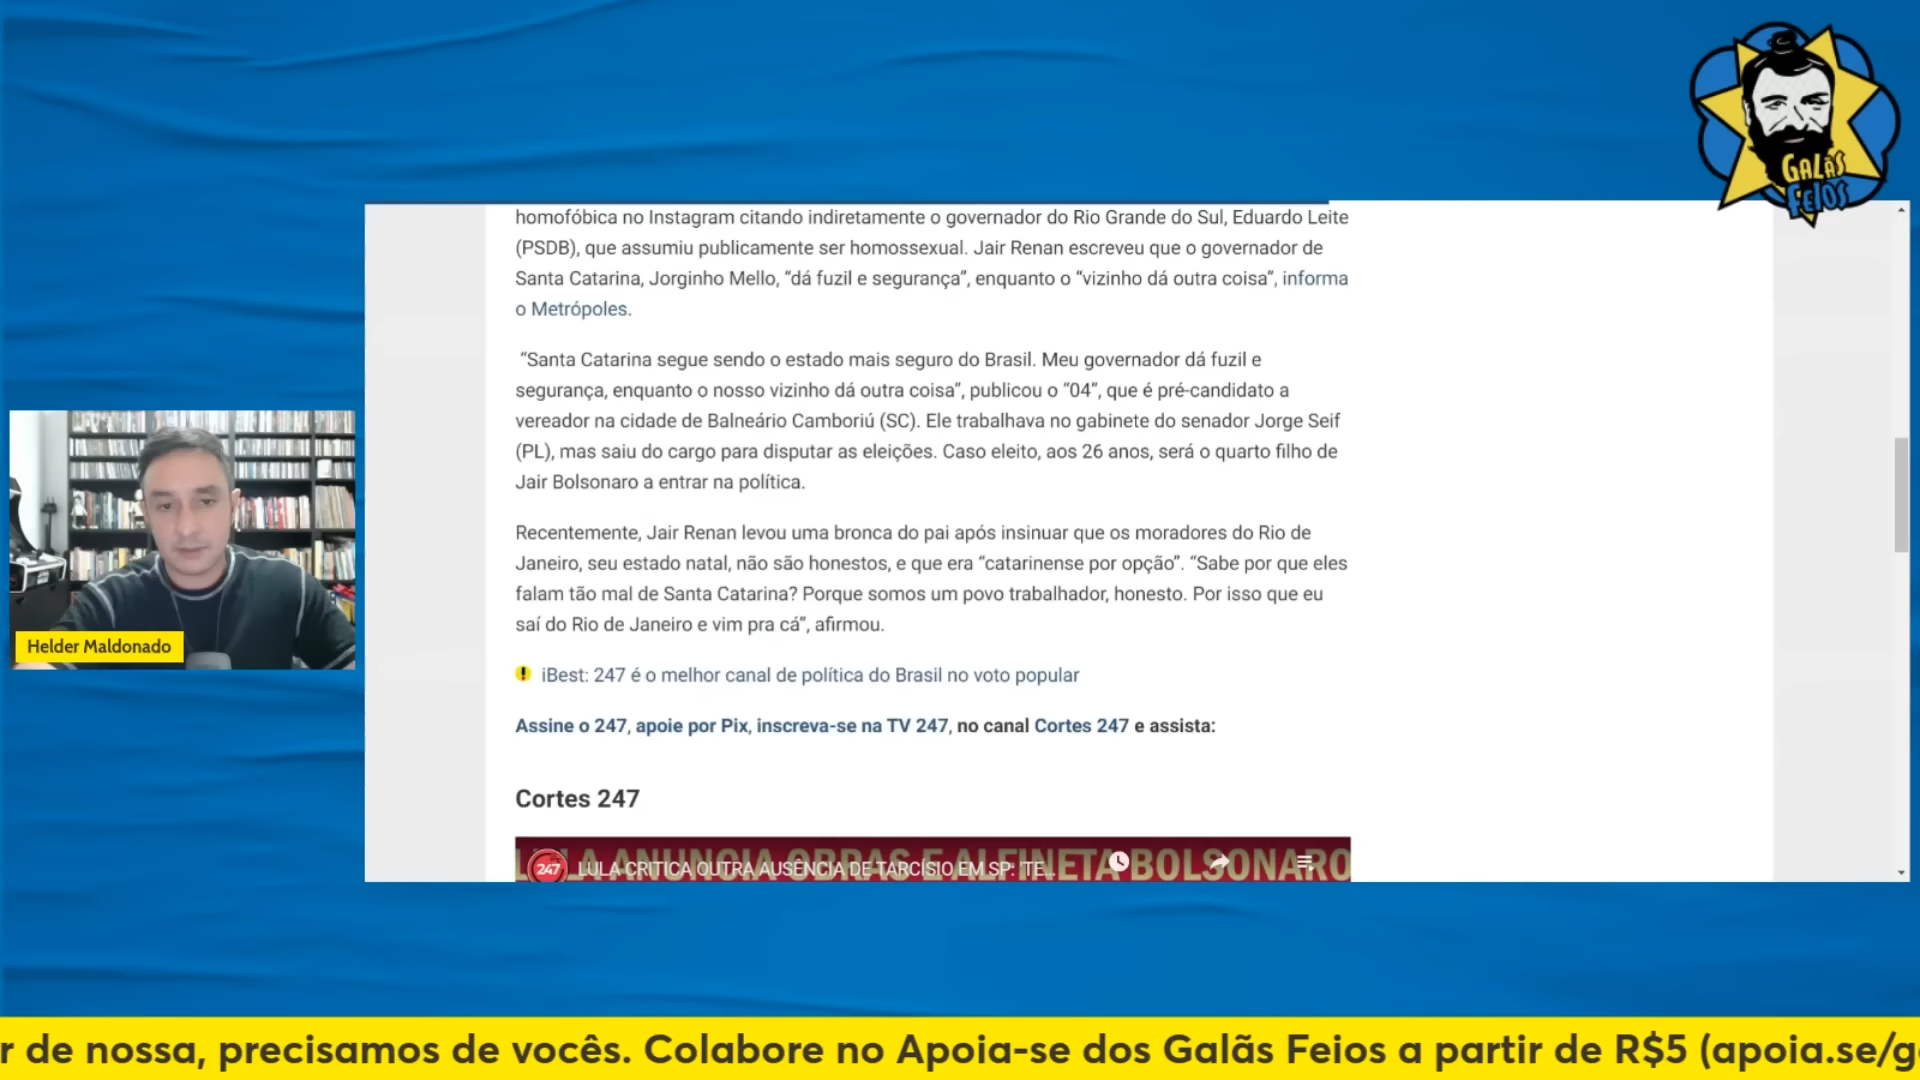 GALÃS
FEIOS
homofóbica no Instagram citando indiretamente o governador do Rio Grande do Sul, Eduardo Leite
(PSDB), que assumiu publicamente ser homossexual. Jair Renan escreveu que o governador de
Santa Catarina, Jorginho Mello, “dá fuzil e segurança”, enquanto o “vizinho dá outra coisa”, informa
o Metrópoles.
“Santa Catarina segue sendo o estado mais seguro do Brasil. Meu governador dá fuzil e
segurança, enquanto o nosso vizinho dá outra coisa”, publicou o “04”, que é pré-candidato a
vereador na cidade de Balneário Camboriú (SC). Ele trabalhava no gabinete do senador Jorge Seif
(PL), mas saiu do cargo para disputar as eleições. Caso eleito, aos 26 anos, será o quarto filho de
Jair Bolsonaro a entrar na política.
Recentemente, Jair Renan levou uma bronca do pai após insinuar que os moradores do Rio de
Janeiro, seu estado natal, não são honestos, e que era “catarinense por opção”. “Sabe por que eles
falam tão mal de Santa Catarina? Porque somos um povo trabalhador, honesto. Por isso que eu
saí do Rio de Janeiro e vim pra cá”, afirmou.
iBest: 247 é o melhor canal de política do Brasil no voto popular
Assine o 247, apoie por Pix, inscreva-se na TV 247, no canal Cortes 247 e assista:
Cortes 247
LULA ANUNCIA OBRAS E ALFINETA BOLSONARO
247 LULA CRITICA OUTRA AUSÊNCIA DE TARCÍSIO EM SP: 'TE...
Helder Maldonado
r de nossa, precisamos de vocês. Colabore no Apoia-se dos Galãs Feios a partir de R$5 (apoia.se/g